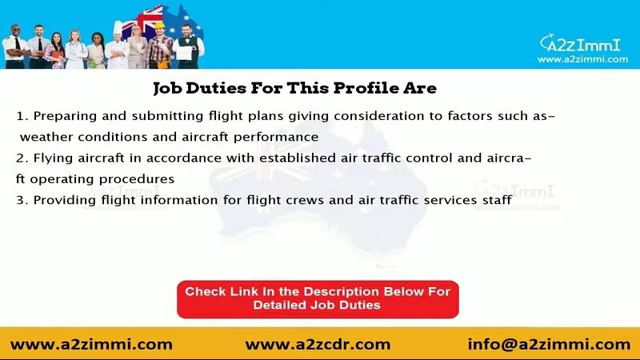 A2zImmI
www.a2zimmi.com
Job Duties For This Profile Are
1. Preparing and submitting flight plans giving consideration to factors such as-
weather conditions and aircraft performance
2. Flying aircraft in accordance with established air traffic control and aircra-
ft operating procedures
3. Providing flight information for flight crews and air traffic services staff
A2zImmI
Check Link In the Description Below For
Detailed Job Duties
www.a2zimmi.com
www.a2zcdr.com
info@a2zimmi.com